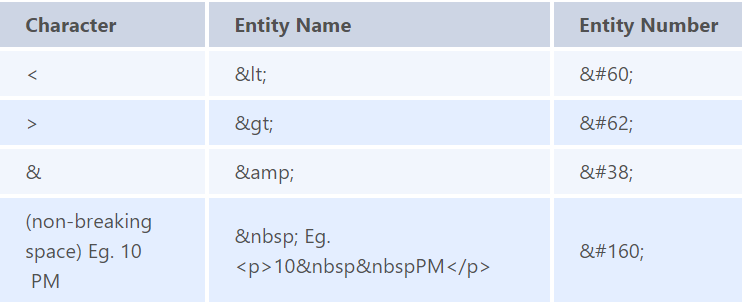 Character Entity Name Entity Number
< &lt; &#60;
> &gt; &#62;
& &amp; &#38;
(non-breaking
space) Eg. 10
PM
&nbsp; Eg.
<p>10&nbsp&nbspPM</p>
&#160;